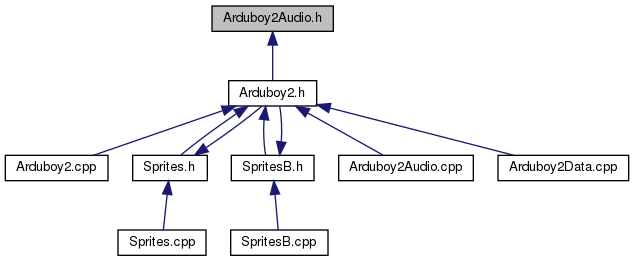 Arduboy2Audio.h
Arduboy2.h
Arduboy2.cpp
Sprites.h
SpritesB.h
Arduboy2Audio.cpp
Arduboy2Data.cpp
Sprites.cpp
SpritesB.cpp